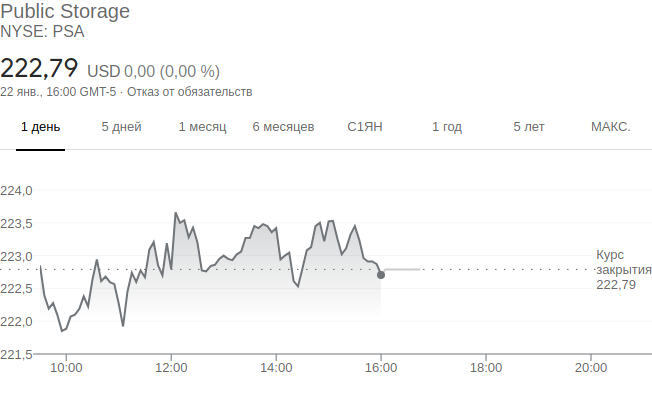 Public Storage
NYSE: PSA
222,79 USD 0,00 (0,00 %)
22 янв., 16:00 GMT-5 · Отказ от обязательств
1 день 5 дней 1 месяц 6 месяцев С1ЯН 1 год 5 лет МАКС.
224,0
223,5
223,0
222,5
222,0
221,5
Курс
закрытия
222,79
10:00 12:00 14:00 16:00 18:00 20:00